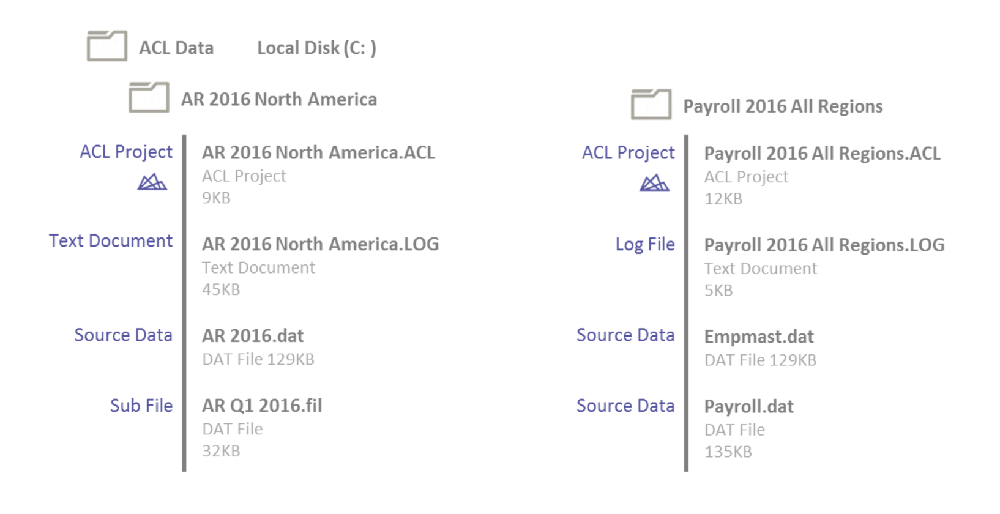 ACL Data Local Disk (C: )
AR 2016 North America
ACL Project
AR 2016 North America.ACL
ACL Project
9KB
Text Document
AR 2016 North America.LOG
Text Document
45KB
Source Data
AR 2016.dat
DAT File 129KB
Sub File
AR Q1 2016.fil
DAT File
32KB
Payroll 2016 All Regions
ACL Project
Payroll 2016 All Regions.ACL
ACL Project
12KB
Log File
Payroll 2016 All Regions.LOG
Text Document
5KB
Source Data
Empmast.dat
DAT File 129KB
Source Data
Payroll.dat
DAT File
135KB